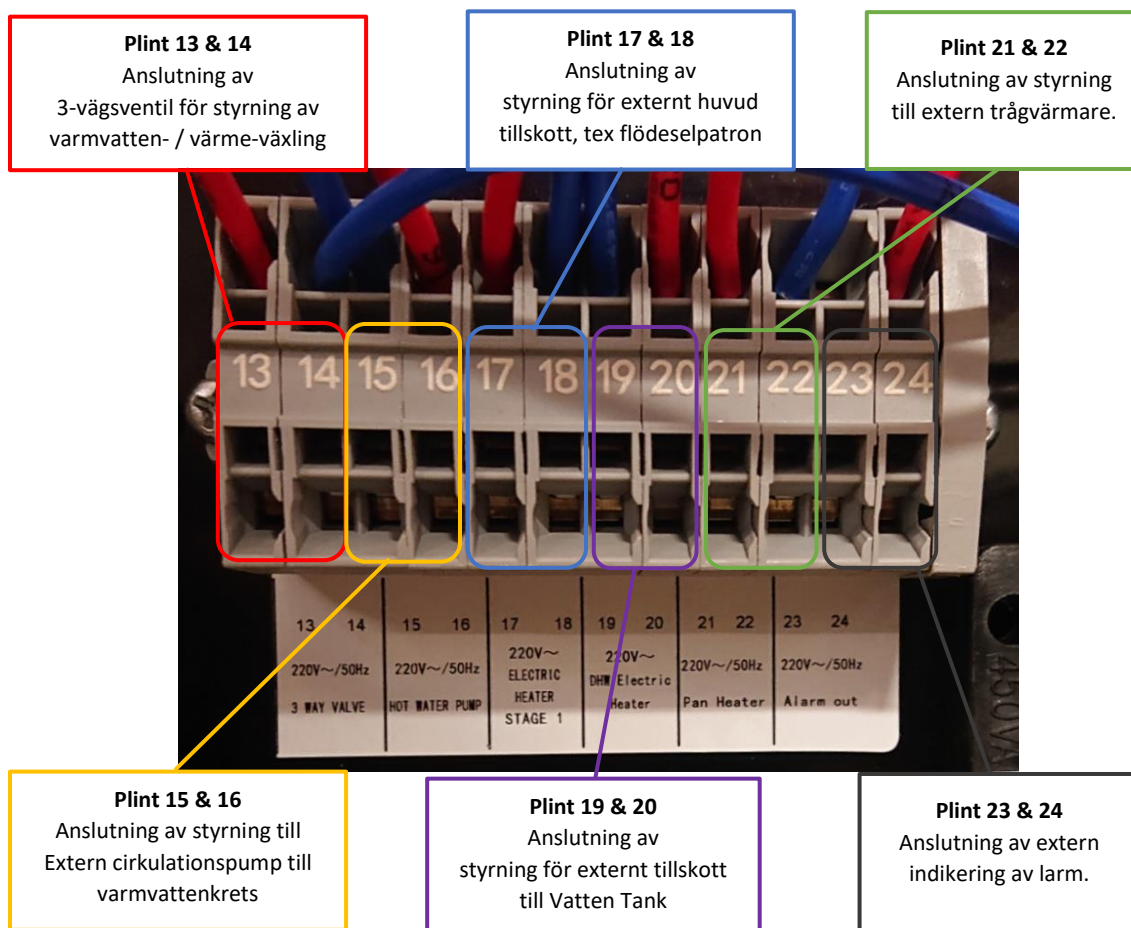 Plint 13 & 14
Anslutning av
3-vägsventil för styrning av
varmvatten- / värme-växling
Plint 17 & 18
Anslutning av
styrning för externt huvud
tillskott, tex flödeselpatron
Plint 21 & 22
Anslutning av styrning
till extern trågvärmare.
13 14 15 16 17 18 19 20 21 22 23 24
13 14
220V~/50Hz
3 WAY VALVE
15 16
220V~/50Hz
HOT WATER PUMP
17 18
220V~
ELECTRIC
HEATER
STAGE 1
19 20
220V~
DHW Electric
Heater
21 22
220V~/50Hz
Pan Heater
23 24
220V~/50Hz
Alarm out
450VA
Plint 15 & 16
Anslutning av styrning till
Extern cirkulationspump till
varmvattenkrets
Plint 19 & 20
Anslutning av
styrning för externt tillskott
till Vatten Tank
Plint 23 & 24
Anslutning av extern
indikering av larm.